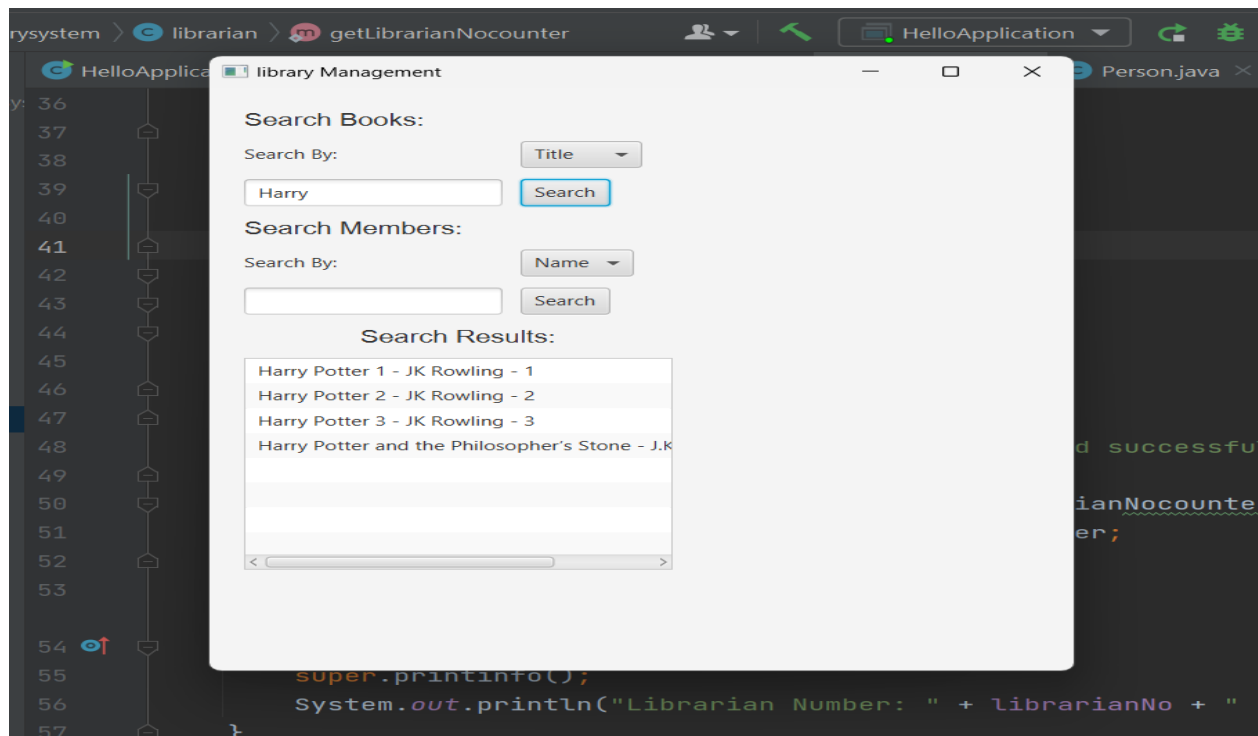 rysystem librarian getLibrarianNocounter HelloApplication
HelloApplica library Management Person.java
36
37
38
39
40
41
42
43
44
45
46
47
48
49
50
51
52
53
54
55
56
57
Search Books:
Search By: Title
Harry Search
Search Members:
Search By: Name
Search
Search Results:
Harry Potter 1 - JK Rowling - 1
Harry Potter 2 - JK Rowling - 2
Harry Potter 3 - JK Rowling - 3
Harry Potter and the Philosopher's Stone - J.K
d successful
ianNocounte
er;
super.printinfo();
System.out.println("Librarian Number: " + librarianNo + "
}